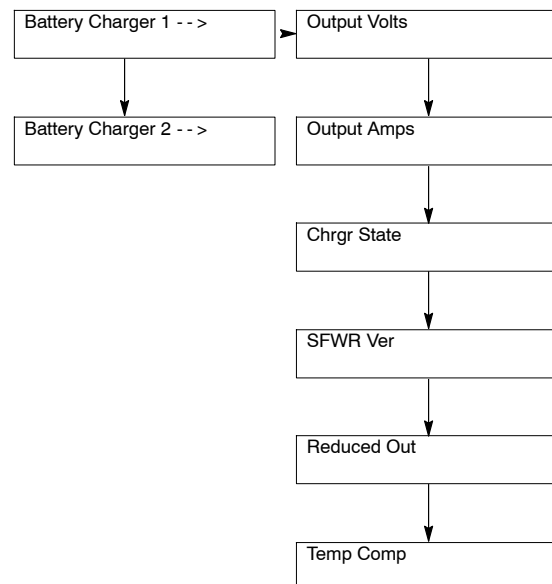 Battery Charger 1 - - >
Output Volts
Battery Charger 2 - - >
Output Amps
Chrgr State
SFWR Ver
Reduced Out
Temp Comp